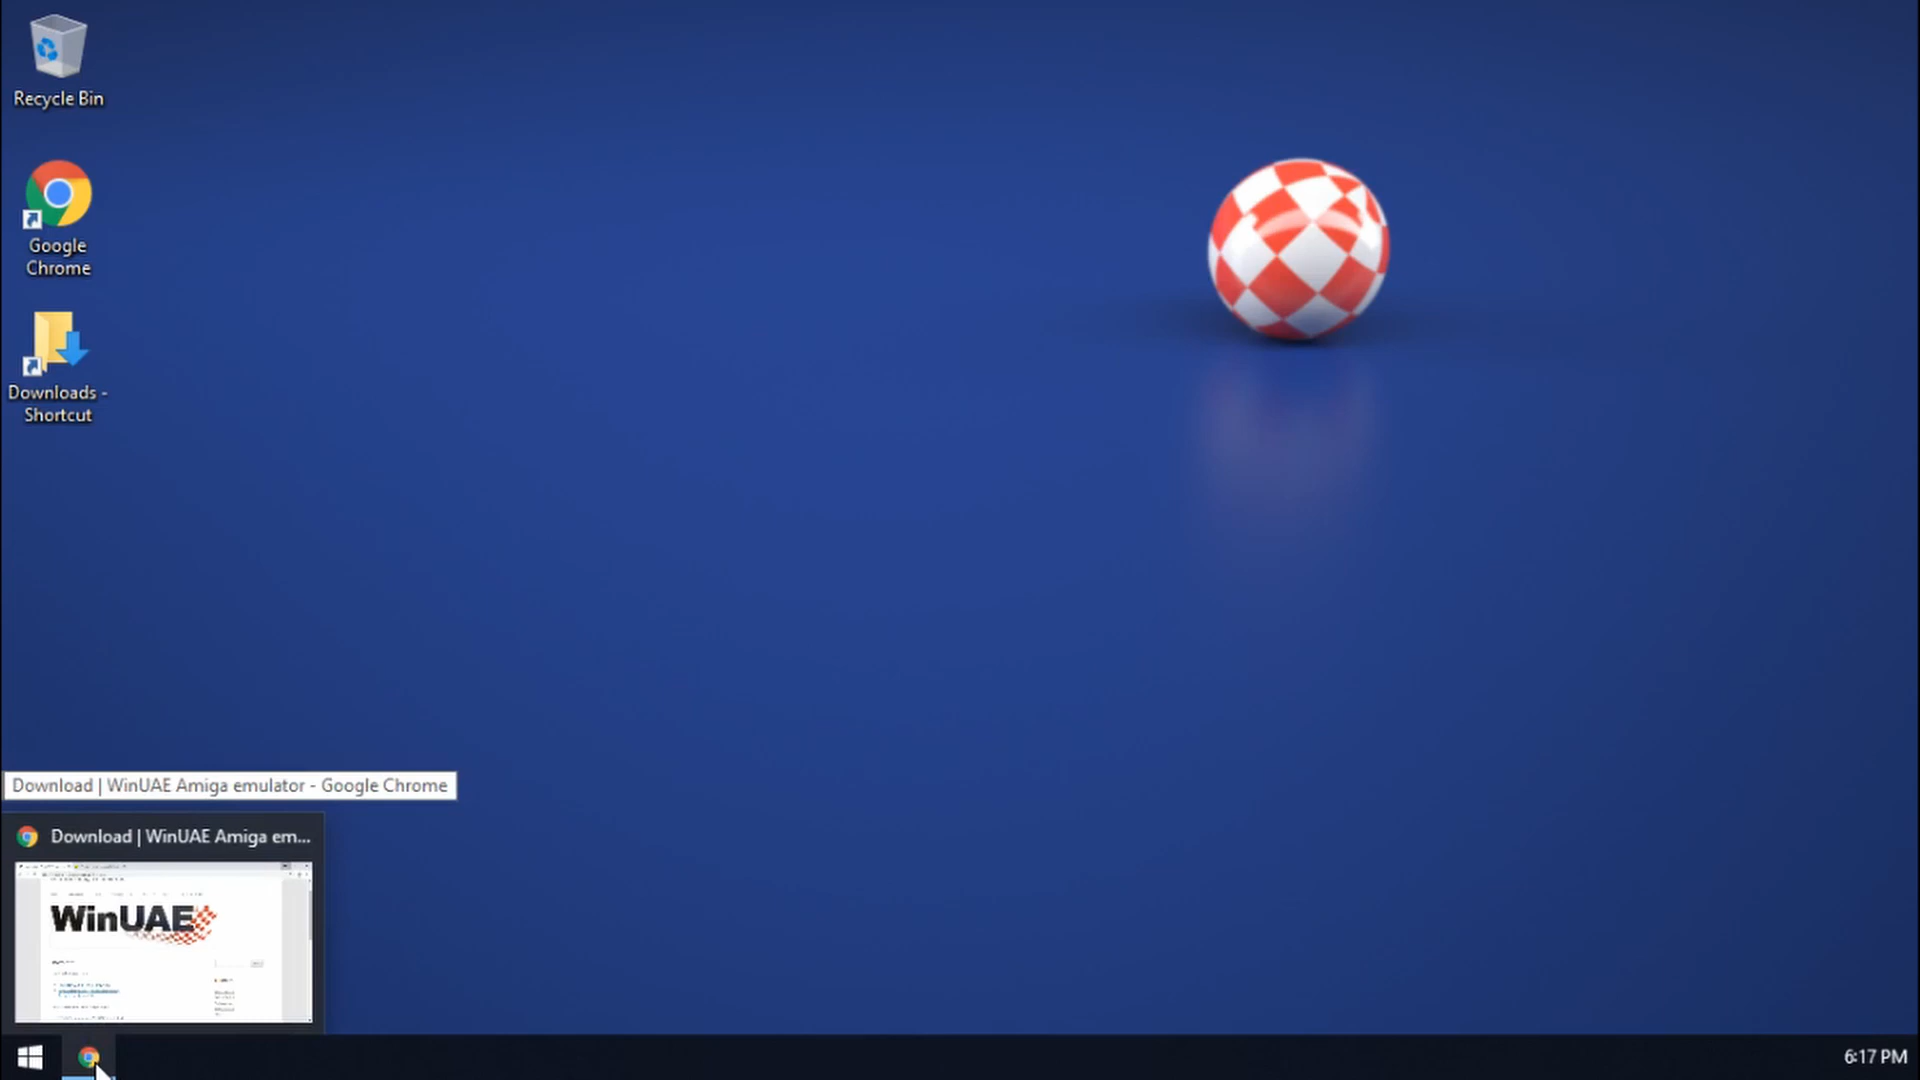 Recycle Bin
Google
Chrome
Downloads -
Shortcut
Download | WinUAE Amiga emulator - Google Chrome
Download | WinUAE Amiga em...
WinUAE
6:17 PM